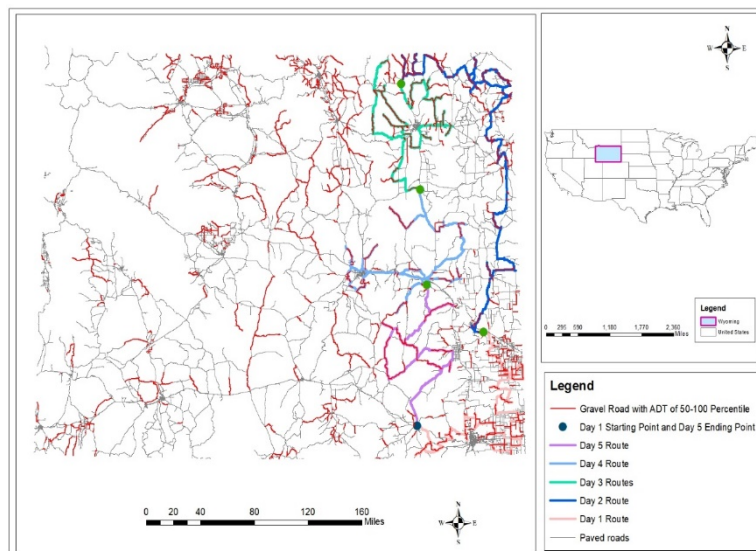 N
W E
S
Legend
Wyoming
United States
0 295 590 1,180 1,770 2,360
Miles
Legend
Gravel Road with ADT of 50-100 Percentile
Day 1 Starting Point and Day 5 Ending Point
Day 5 Route
Day 4 Route
Day 3 Routes
Day 2 Route
Day 1 Route
Paved roads
0 20 40 80 120 160
Miles
N
W E
S